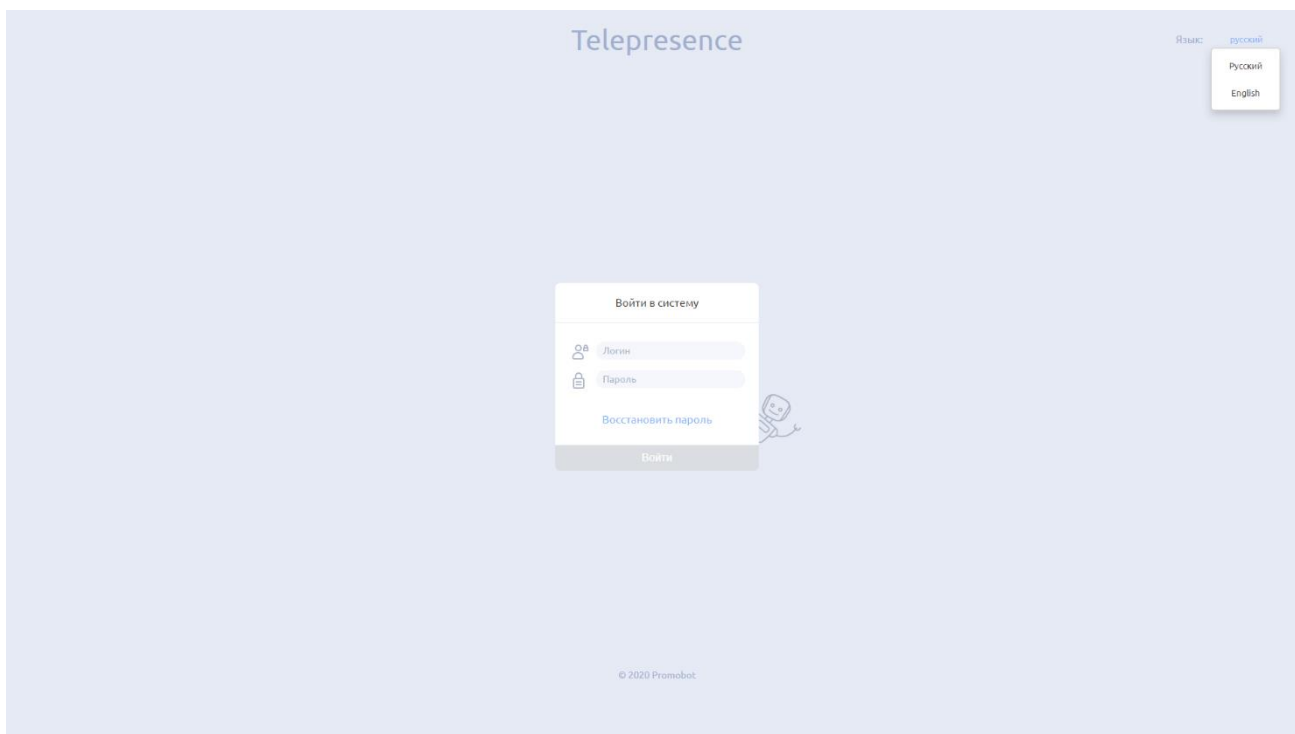 Telepresence
Язык: русский
Русский
English
Войти в систему
Логин
Пароль
Восстановить пароль
Войти
© 2020 Promobot